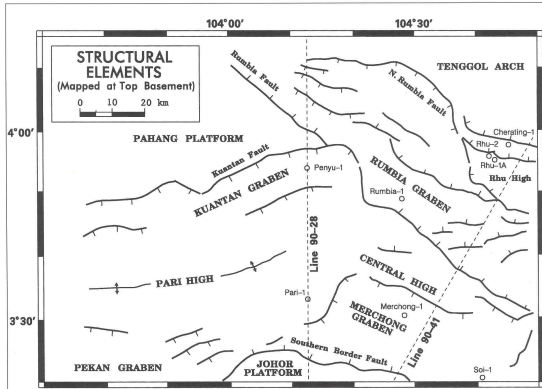 104°00'
104°30'
STRUCTURAL
ELEMENTS
(Mapped at Top Basement)
0 10 20 km
Rumbia Fault
N. Rumbia Fault
TENGGOL ARCH
4°00'
PAHANG PLATFORM
Cherating-1
Rhu-2
Rhu-1A
Rhu High
Kuantan Fault
KUANTAN GRABEN
Penyu-1
RUMBIA GRABEN
Rumbia-1
Line 90-28
PARI HIGH
CENTRAL HIGH
Pari-1
MERCHONG
GRABEN
Merchong-1
3°30'
Line 90-41
Southern Border Fault
PEKAN GRABEN
JOHOR
PLATFORM
Soi-1